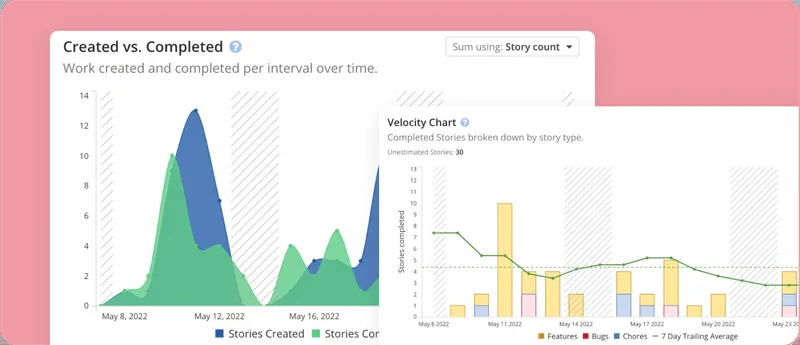 Created vs. Completed ?
Sum using: Story count
Work created and completed per interval over time.
14
12
10
8
6
4
2
0
May 8, 2022
May 12, 2022
May 16, 2022
Stories Created
Stories Con
Velocity Chart ?
Completed Stories broken down by story type.
Unestimated Stories: 30
Stories completed
13
12
11
10
9
8
7
6
5
4
3
2
1
0
May 8 2022
May 11 2022
May 14 2022
May 17 2022
May 20 2022
May 23 20
Features
Bugs
Chores
7 Day Trailing Average